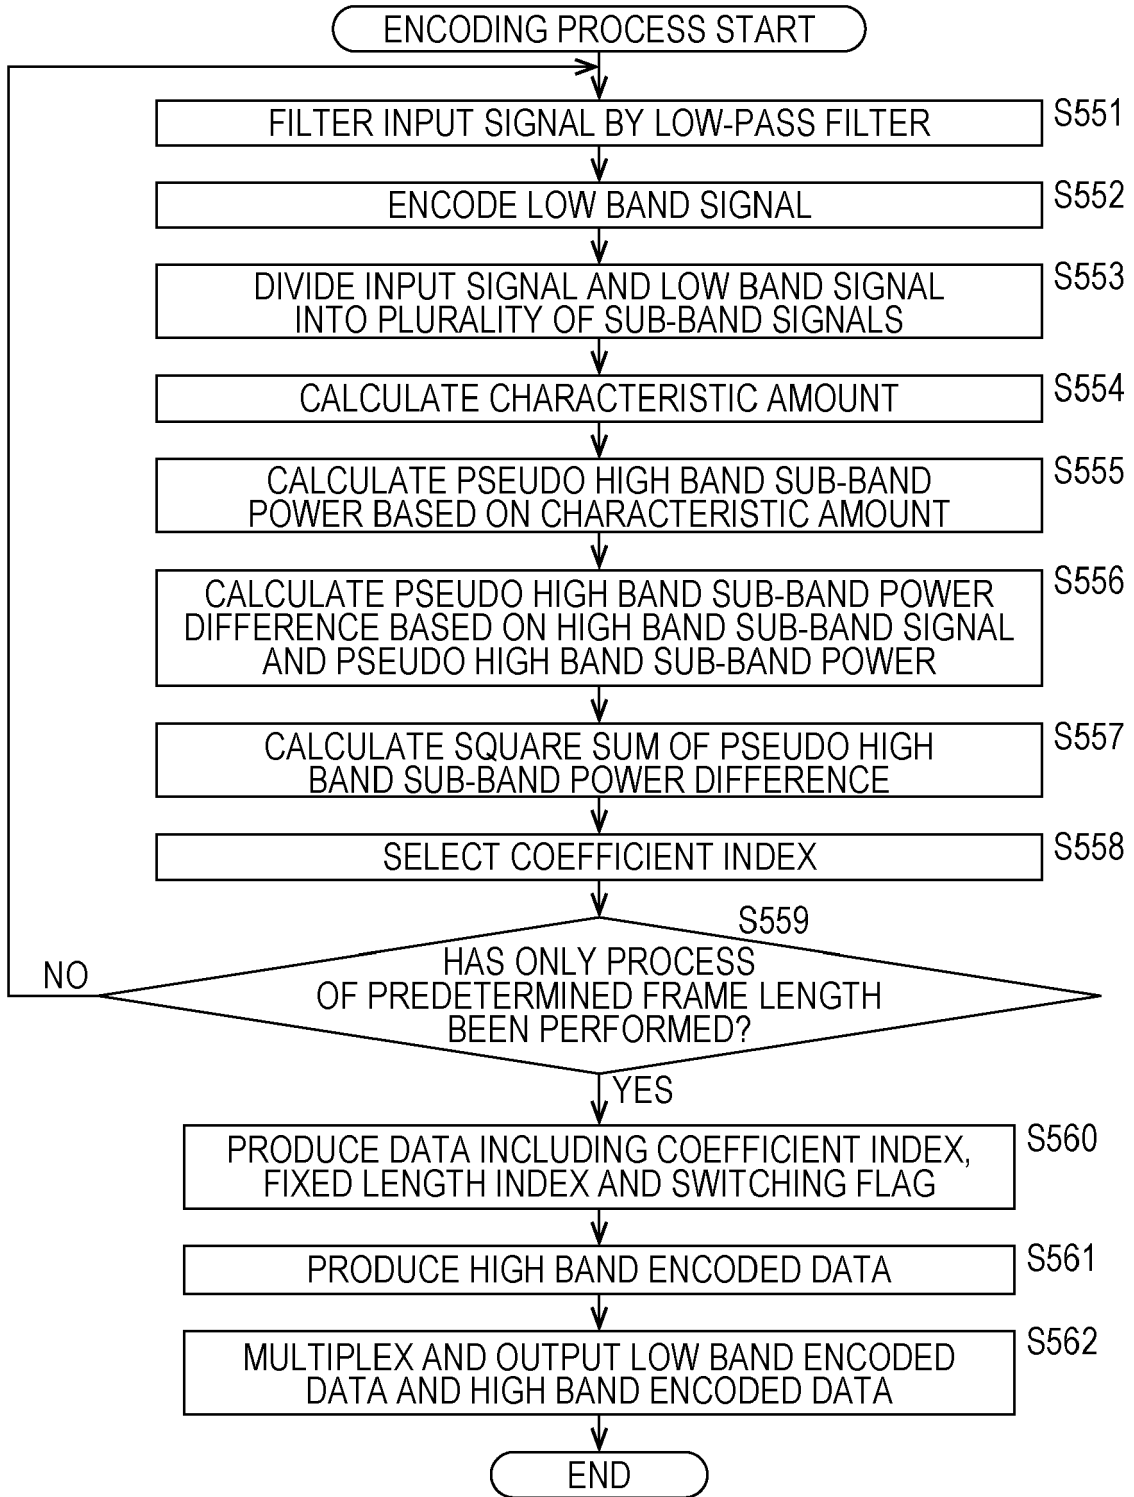 ENCODING PROCESS START
FILTER INPUT SIGNAL BY LOW-PASS FILTER
S551
ENCODE LOW BAND SIGNAL
S552
DIVIDE INPUT SIGNAL AND LOW BAND SIGNAL
INTO PLURALITY OF SUB-BAND SIGNALS
S553
CALCULATE CHARACTERISTIC AMOUNT
S554
CALCULATE PSEUDO HIGH BAND SUB-BAND
POWER BASED ON CHARACTERISTIC AMOUNT
S555
CALCULATE PSEUDO HIGH BAND SUB-BAND POWER
DIFFERENCE BASED ON HIGH BAND SUB-BAND SIGNAL
AND PSEUDO HIGH BAND SUB-BAND POWER
S556
CALCULATE SQUARE SUM OF PSEUDO HIGH
BAND SUB-BAND POWER DIFFERENCE
S557
SELECT COEFFICIENT INDEX
S558
S559
HAS ONLY PROCESS
OF PREDETERMINED FRAME LENGTH
BEEN PERFORMED?
NO
YES
PRODUCE DATA INCLUDING COEFFICIENT INDEX,
FIXED LENGTH INDEX AND SWITCHING FLAG
S560
PRODUCE HIGH BAND ENCODED DATA
S561
MULTIPLEX AND OUTPUT LOW BAND ENCODED
DATA AND HIGH BAND ENCODED DATA
S562
END